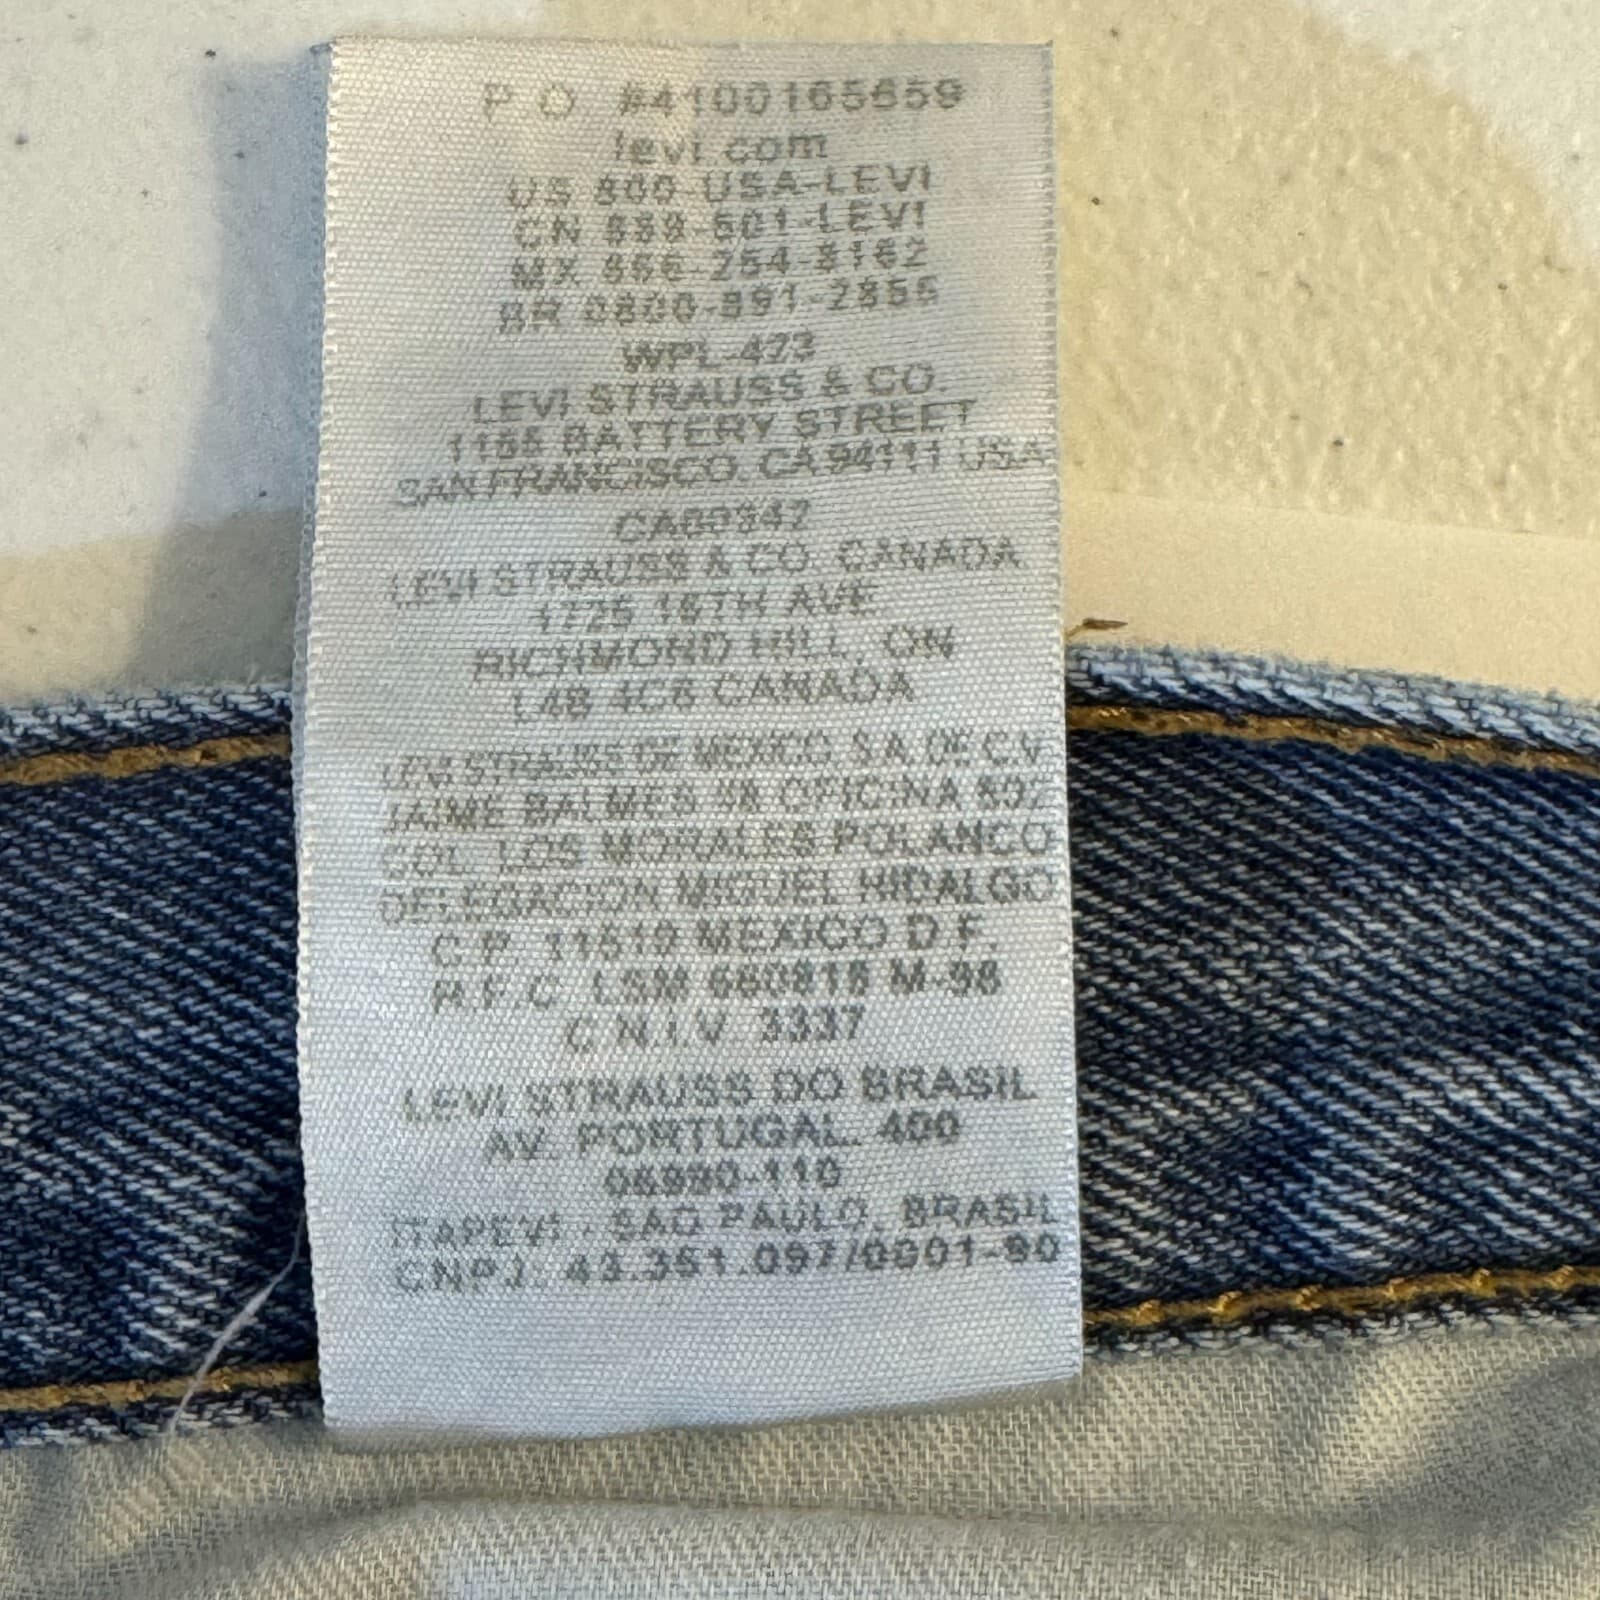 P.O. #4100165659
levi.com
US 800-USA-LEVI
CN 839-501-LEVI
MX 866-254-8162
BR 0800-891-2855
WPL-423
LEVI STRAUSS & CO.
1155 BATTERY STREET
SAN FRANCISCO, CA 94111 USA
CA00342
LEVI STRAUSS & CO. CANADA
1725 16TH AVE
RICHMOND HILL, ON
L4B 4C6 CANADA
LEVI STRAUSS DE MEXICO, S.A. DE C.V.
JAIME BALMES #8 OFICINA 802
COL. LOS MORALES POLANCO
DELEGACION MIGUEL HIDALGO
C.P. 11510 MEXICO D.F.
R.F.C. LSM M-98
C.N.I.V. 3337
LEVI STRAUSS DO BRASIL
AV. PORTUGAL, 400
06690-110
ITAPEVI - SAO PAULO, BRASIL
CNPJ. 43.351.097/0001-90